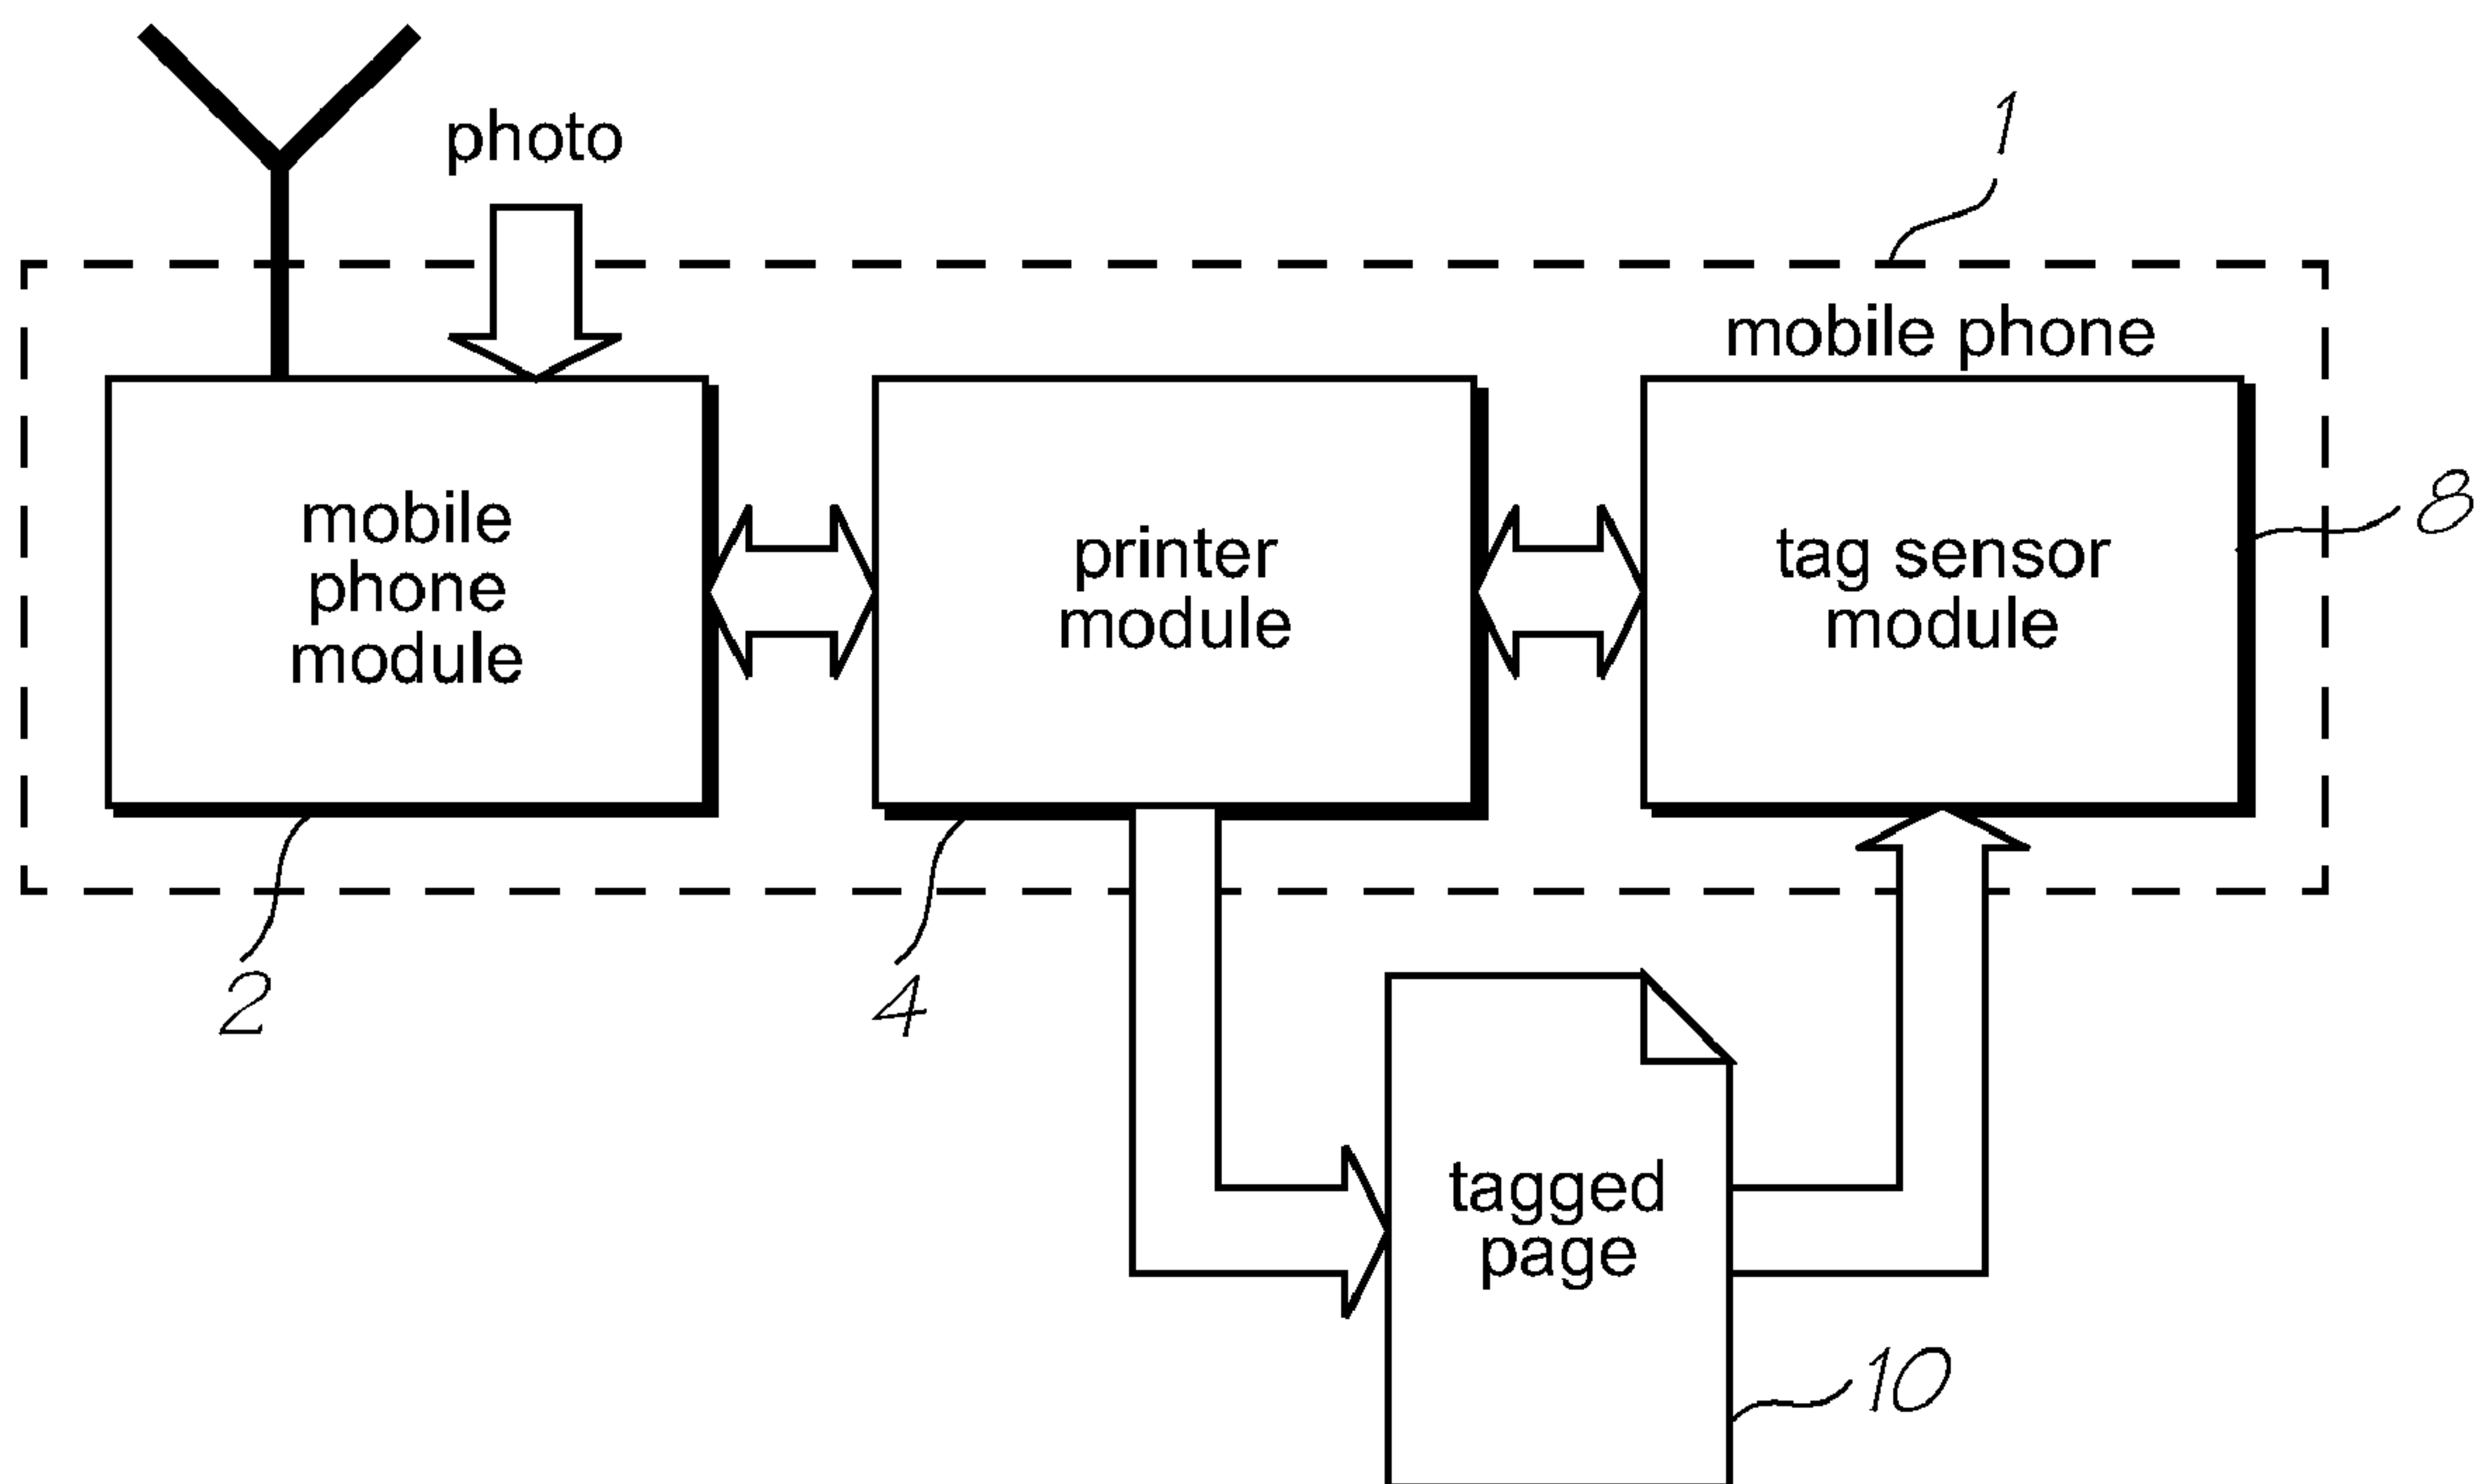 photo
1
mobile phone
mobile
phone
module
printer
module
tag sensor
module
8
2
4
tagged
page
10